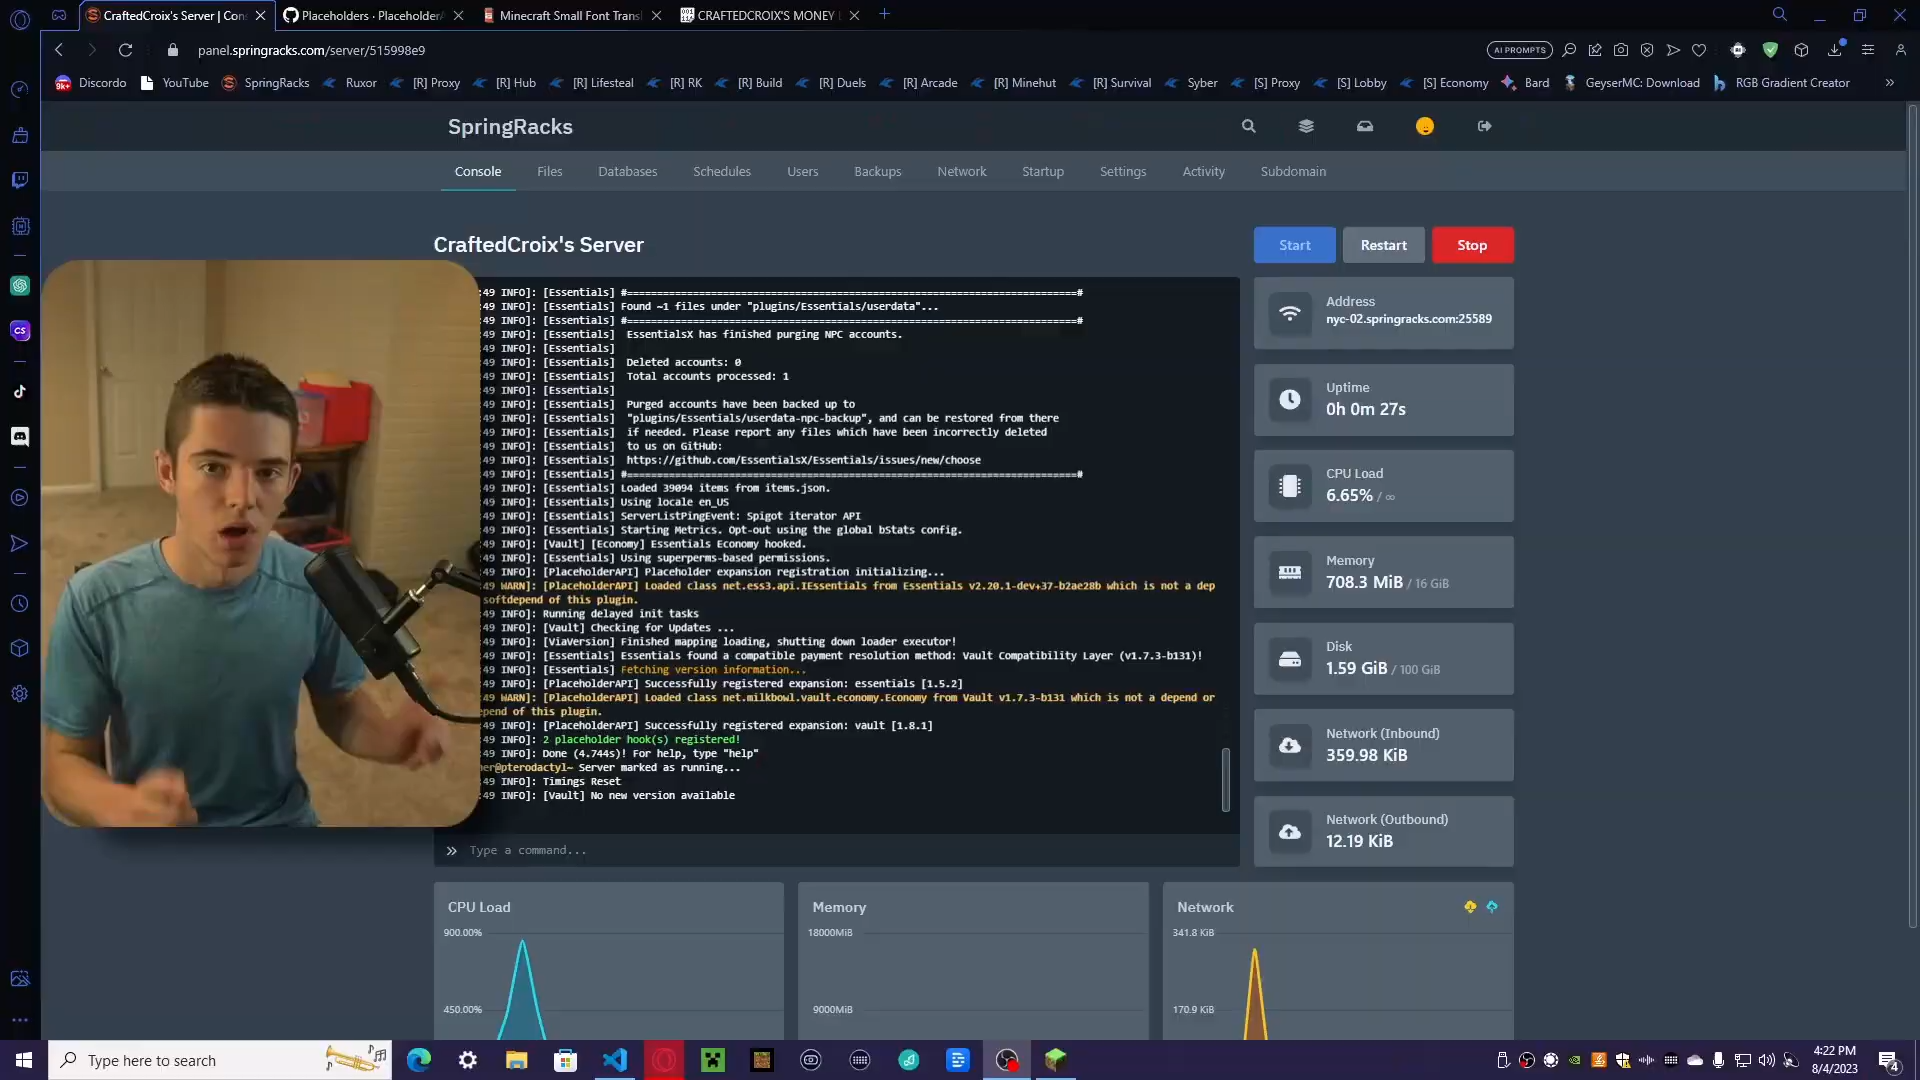 CraftedCroix's Server | Con
Placeholders · Placeholder
Minecraft Small Font Trans
CRAFTEDCROIX'S MONEY
panel.springracks.com/server/515998e9
AI PROMPTS
9K+
Discordo
YouTube
SpringRacks
Ruxor
[R] Proxy
[R] Hub
[R] Lifesteal
[R] RK
[R] Build
[R] Duels
[R] Arcade
[R] Minehut
[R] Survival
Syber
[S] Proxy
[S] Lobby
[S] Economy
Bard
GeyserMC: Download
RGB Gradient Creator
SpringRacks
Console
Files
Databases
Schedules
Users
Backups
Network
Startup
Settings
Activity
Subdomain
CraftedCroix's Server
Start
Restart
Stop
CS
:49 INFO]: [Essentials] #===========================================================================#
:49 INFO]: [Essentials] Found ~1 files under "plugins/Essentials/userdata"...
:49 INFO]: [Essentials] #===========================================================================#
:49 INFO]: [Essentials]  EssentialsX has finished purging NPC accounts.
:49 INFO]: [Essentials]
:49 INFO]: [Essentials]  Deleted accounts: 0
:49 INFO]: [Essentials]  Total accounts processed: 1
:49 INFO]: [Essentials]
:49 INFO]: [Essentials]  Purged accounts have been backed up to
:49 INFO]: [Essentials]  "plugins/Essentials/userdata-npc-backup", and can be restored from there
:49 INFO]: [Essentials]  if needed. Please report any files which have been incorrectly deleted
:49 INFO]: [Essentials]  to us on GitHub:
:49 INFO]: [Essentials]  https://github.com/EssentialsX/Essentials/issues/new/choose
:49 INFO]: [Essentials] #===========================================================================#
:49 INFO]: [Essentials] Loaded 39094 items from items.json.
:49 INFO]: [Essentials] Using locale en_US
:49 INFO]: [Essentials] ServerListPingEvent: Spigot iterator API
:49 INFO]: [Essentials] Starting Metrics. Opt-out using the global bStats config.
:49 INFO]: [Vault] [Economy] Essentials Economy hooked.
:49 INFO]: [Essentials] Using superperms-based permissions.
:49 INFO]: [PlaceholderAPI] Placeholder expansion registration initializing...
:49 WARN]: [PlaceholderAPI] Loaded class net.ess3.api.IEssentials from Essentials v2.20.1-dev+37-b2ae28b which is not a dep
softdepend of this plugin.
:49 INFO]: Running delayed init tasks
:49 INFO]: [Vault] Checking for Updates ...
:49 INFO]: [ViaVersion] Finished mapping loading, shutting down loader executor!
:49 INFO]: [Essentials] Essentials found a compatible payment resolution method: Vault Compatibility Layer (v1.7.3-b131)!
:49 INFO]: [Essentials] Fetching version information...
:49 INFO]: [PlaceholderAPI] Successfully registered expansion: essentials [1.5.2]
:49 WARN]: [PlaceholderAPI] Loaded class net.milkbowl.vault.economy.Economy from Vault v1.7.3-b131 which is not a depend or
pend of this plugin.
:49 INFO]: [PlaceholderAPI] Successfully registered expansion: vault [1.8.1]
:49 INFO]: 2 placeholder hook(s) registered!
:49 INFO]: Done (4.744s)! For help, type "help"
ner@pterodactyl~ Server marked as running...
:49 INFO]: Timings Reset
:49 INFO]: [Vault] No new version available
Type a command...
Address
nyc-02.springracks.com:25589
Uptime
0h 0m 27s
CPU Load
6.65% / ∞
Memory
708.3 MiB / 16 GiB
Disk
1.59 GiB / 100 GiB
Network (Inbound)
359.98 KiB
Network (Outbound)
12.19 KiB
CPU Load
900.00%
450.00%
Memory
18000MiB
9000MiB
Network
341.8 KiB
170.9 KiB
Type here to search
4:22 PM
8/4/2023
4